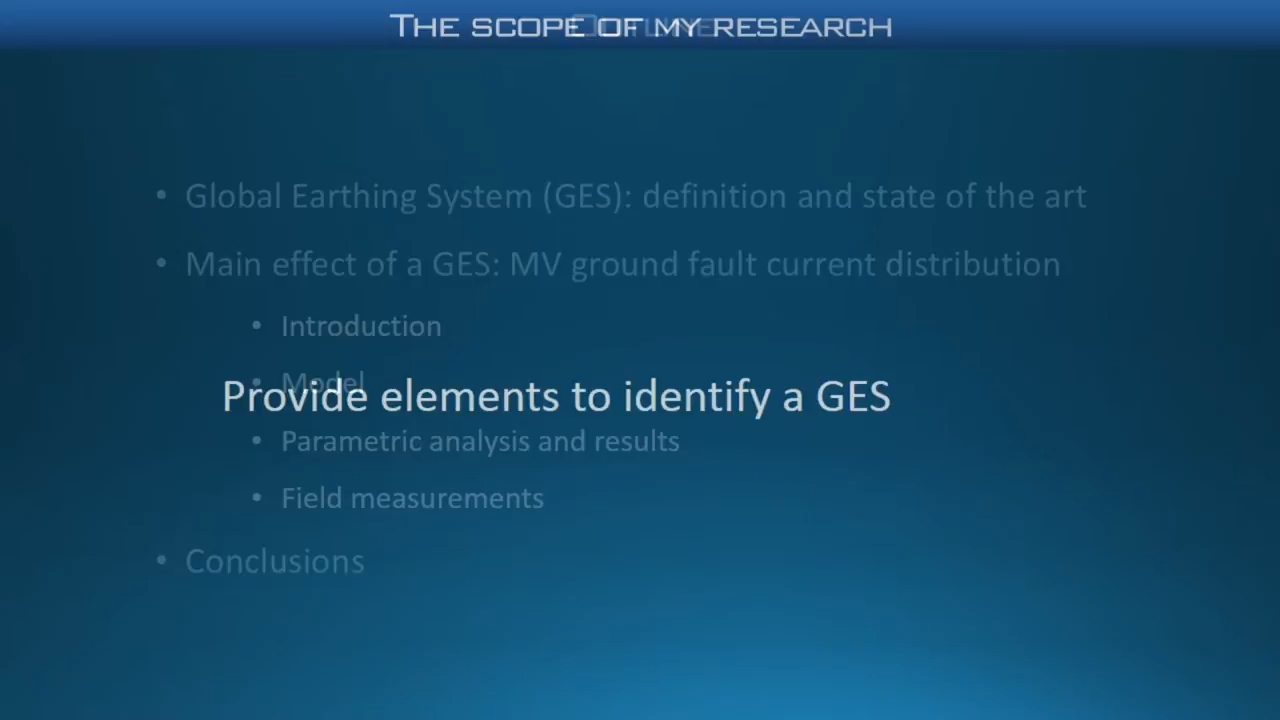 THE SCOPE OF MY RESEARCH
• Global Earthing System (GES): definition and state of the art
• Main effect of a GES: MV ground fault current distribution
• Introduction
• Model
Provide elements to identify a GES
• Parametric analysis and results
• Field measurements
• Conclusions